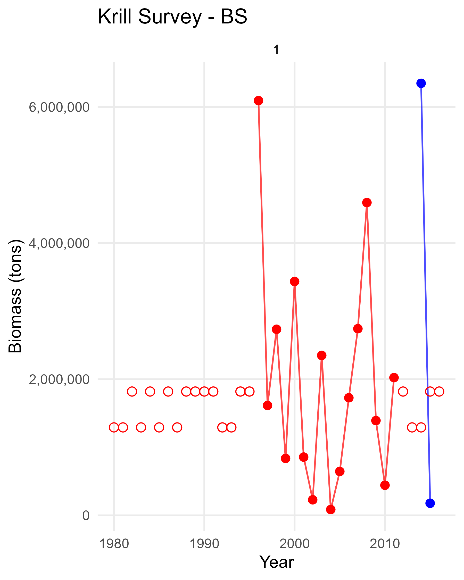 Krill Survey - BS
1
Biomass (tons)
6,000,000
4,000,000
2,000,000
0
1980 1990 2000 2010
Year